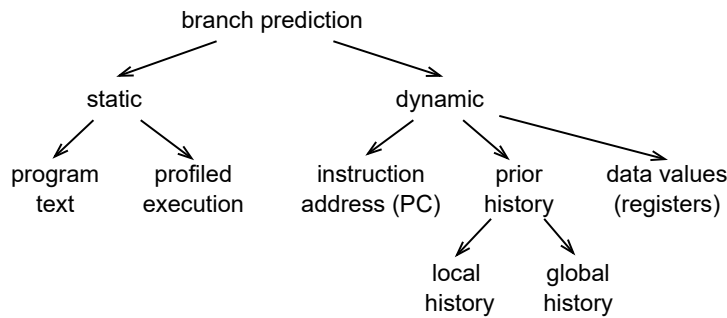 branch prediction
static
dynamic
program
text
profiled
execution
instruction
address (PC)
prior
history
data values
(registers)
local
history
global
history